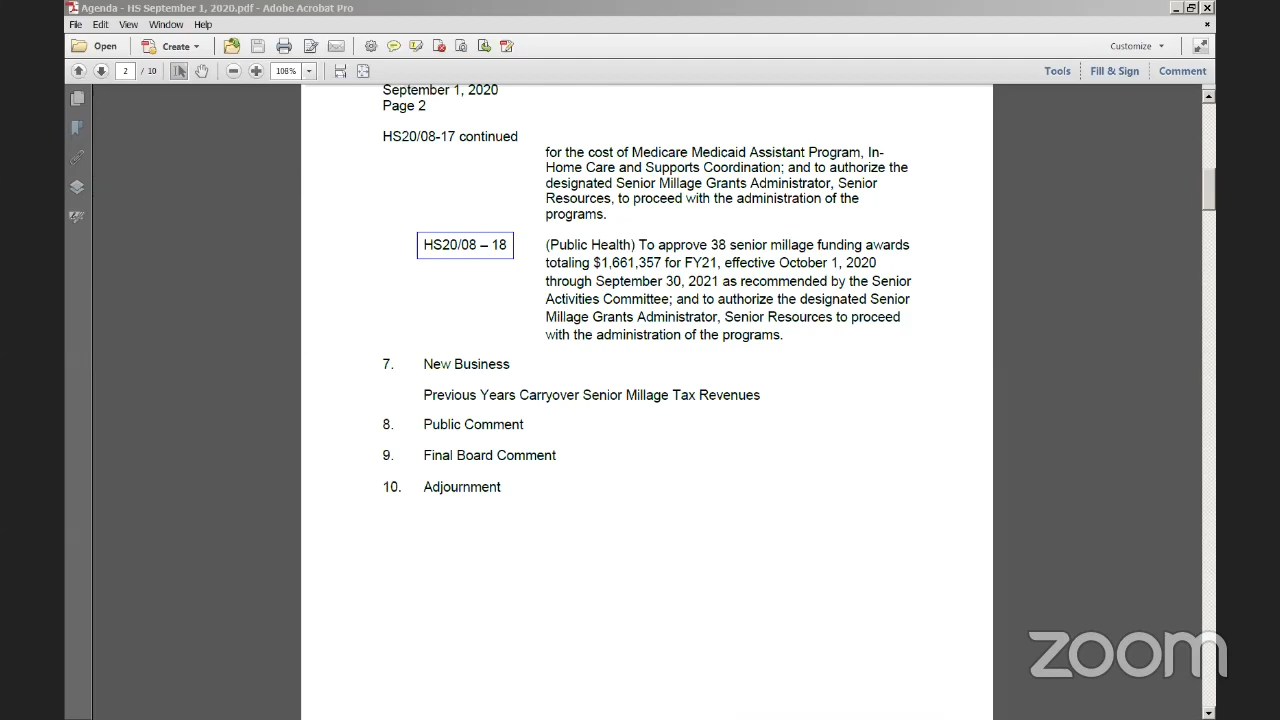 Agenda - HS September 1, 2020.pdf - Adobe Acrobat Pro
File Edit View Window Help
Open Create Customize
2 / 10 108% Tools Fill & Sign Comment
September 1, 2020
Page 2
HS20/08-17 continued
for the cost of Medicare Medicaid Assistant Program, In-
Home Care and Supports Coordination; and to authorize the
designated Senior Millage Grants Administrator, Senior
Resources, to proceed with the administration of the
programs.
HS20/08 – 18 (Public Health) To approve 38 senior millage funding awards
totaling $1,661,357 for FY21, effective October 1, 2020
through September 30, 2021 as recommended by the Senior
Activities Committee; and to authorize the designated Senior
Millage Grants Administrator, Senior Resources to proceed
with the administration of the programs.
7. New Business
Previous Years Carryover Senior Millage Tax Revenues
8. Public Comment
9. Final Board Comment
10. Adjournment
zoom